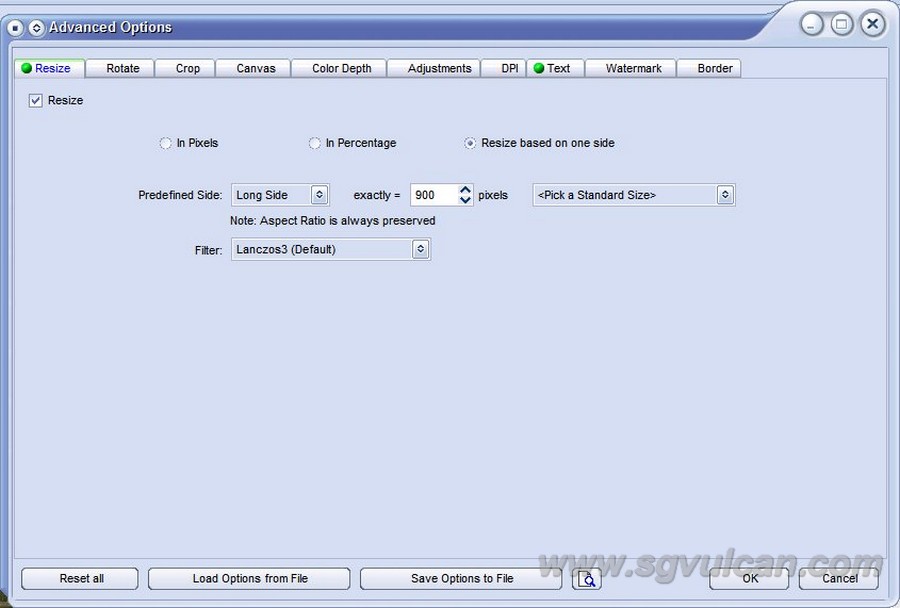 Advanced Options
Resize Rotate Crop Canvas Color Depth Adjustments DPI Text Watermark Border
Resize
In Pixels In Percentage Resize based on one side
Predefined Side: Long Side exactly = 900 pixels <Pick a Standard Size>
Note: Aspect Ratio is always preserved
Filter: Lanczos3 (Default)
www.sgvulcan.com
Reset all Load Options from File Save Options to File OK Cancel